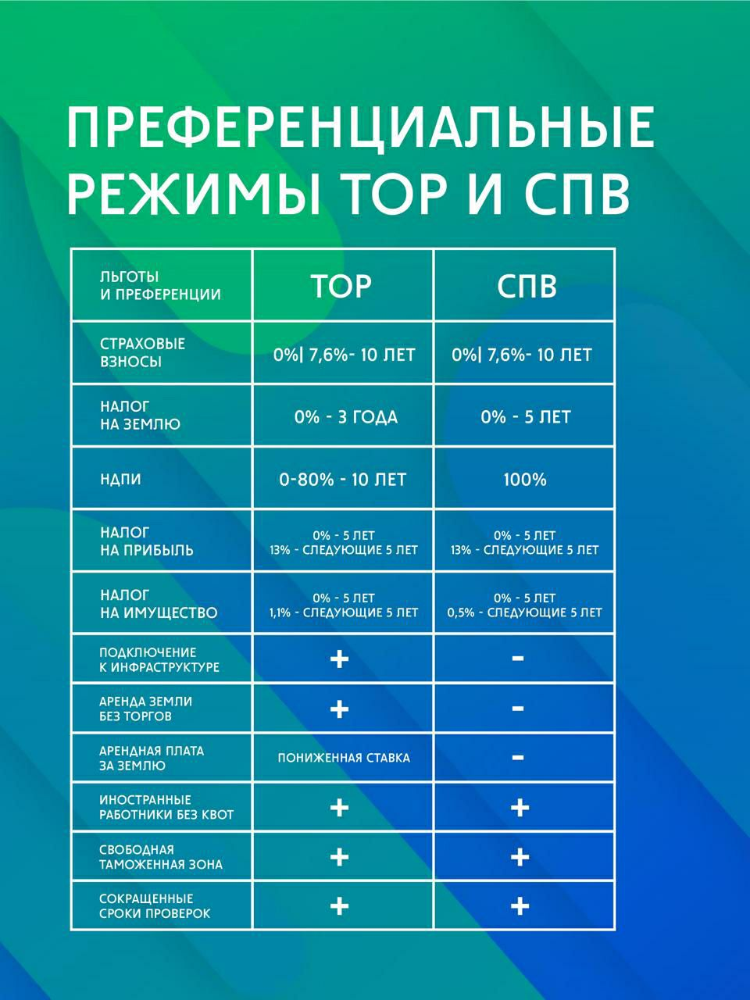 ПРЕФЕРЕНЦИАЛЬНЫЕ
РЕЖИМЫ ТОР И СПВ
ЛЬГОТЫ
И ПРЕФЕРЕНЦИИ
ТОР
СПВ
СТРАХОВЫЕ
ВЗНОСЫ
0%| 7,6%- 10 ЛЕТ
0%| 7,6%- 10 ЛЕТ
НАЛОГ
НА ЗЕМЛЮ
0% - 3 ГОДА
0% - 5 ЛЕТ
НДПИ
0-80% - 10 ЛЕТ
100%
НАЛОГ
НА ПРИБЫЛЬ
0% - 5 ЛЕТ
13% - СЛЕДУЮЩИЕ 5 ЛЕТ
0% - 5 ЛЕТ
13% - СЛЕДУЮЩИЕ 5 ЛЕТ
НАЛОГ
НА ИМУЩЕСТВО
0% - 5 ЛЕТ
1,1% - СЛЕДУЮЩИЕ 5 ЛЕТ
0% - 5 ЛЕТ
0,5% - СЛЕДУЮЩИЕ 5 ЛЕТ
ПОДКЛЮЧЕНИЕ
К ИНФРАСТРУКТУРЕ
+
-
АРЕНДА ЗЕМЛИ
БЕЗ ТОРГОВ
+
-
АРЕНДНАЯ ПЛАТА
ЗА ЗЕМЛЮ
ПОНИЖЕННАЯ СТАВКА
-
ИНОСТРАННЫЕ
РАБОТНИКИ БЕЗ КВОТ
+
+
СВОБОДНАЯ
ТАМОЖЕННАЯ ЗОНА
+
+
СОКРАЩЕННЫЕ
СРОКИ ПРОВЕРОК
+
+